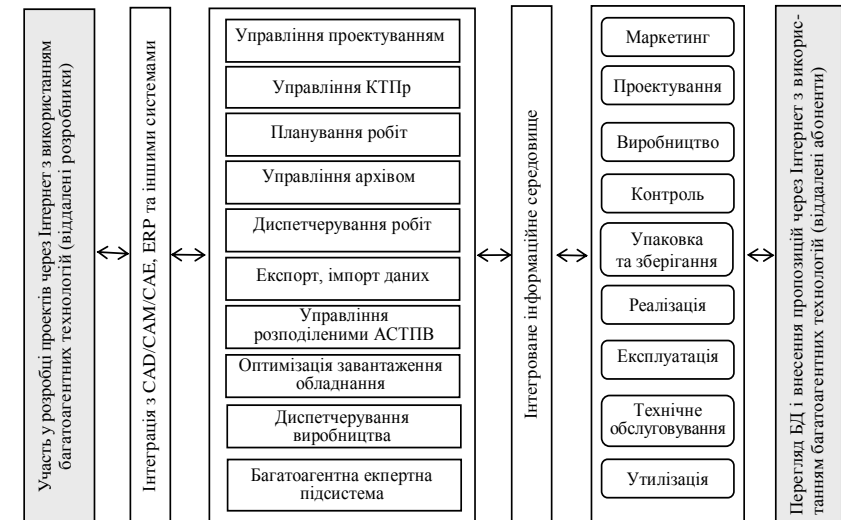 Участь у розробці проектів через Інтернет з використанням
багатоагентних технологій (віддалені розробники)
Інтеграція з CAD/CAM/CAE, ERP та іншими системами
Управління проектуванням
Управління КТПр
Планування робіт
Управління архівом
Диспетчерування робіт
Експорт, імпорт даних
Управління
розподіленими АСТПВ
Оптимізація завантаження
обладнання
Диспетчерування
виробництва
Багатоагентна екпертна
підсистема
Інтегроване інформаційне середовище
Маркетинг
Проектування
Виробництво
Контроль
Упаковка
та зберігання
Реалізація
Експлуатація
Технічне
обслуговування
Утилізація
Перегляд БД і внесення пропозицій через Інтернет з викорис-
танням багатоагентних технологій (віддалені абоненти)